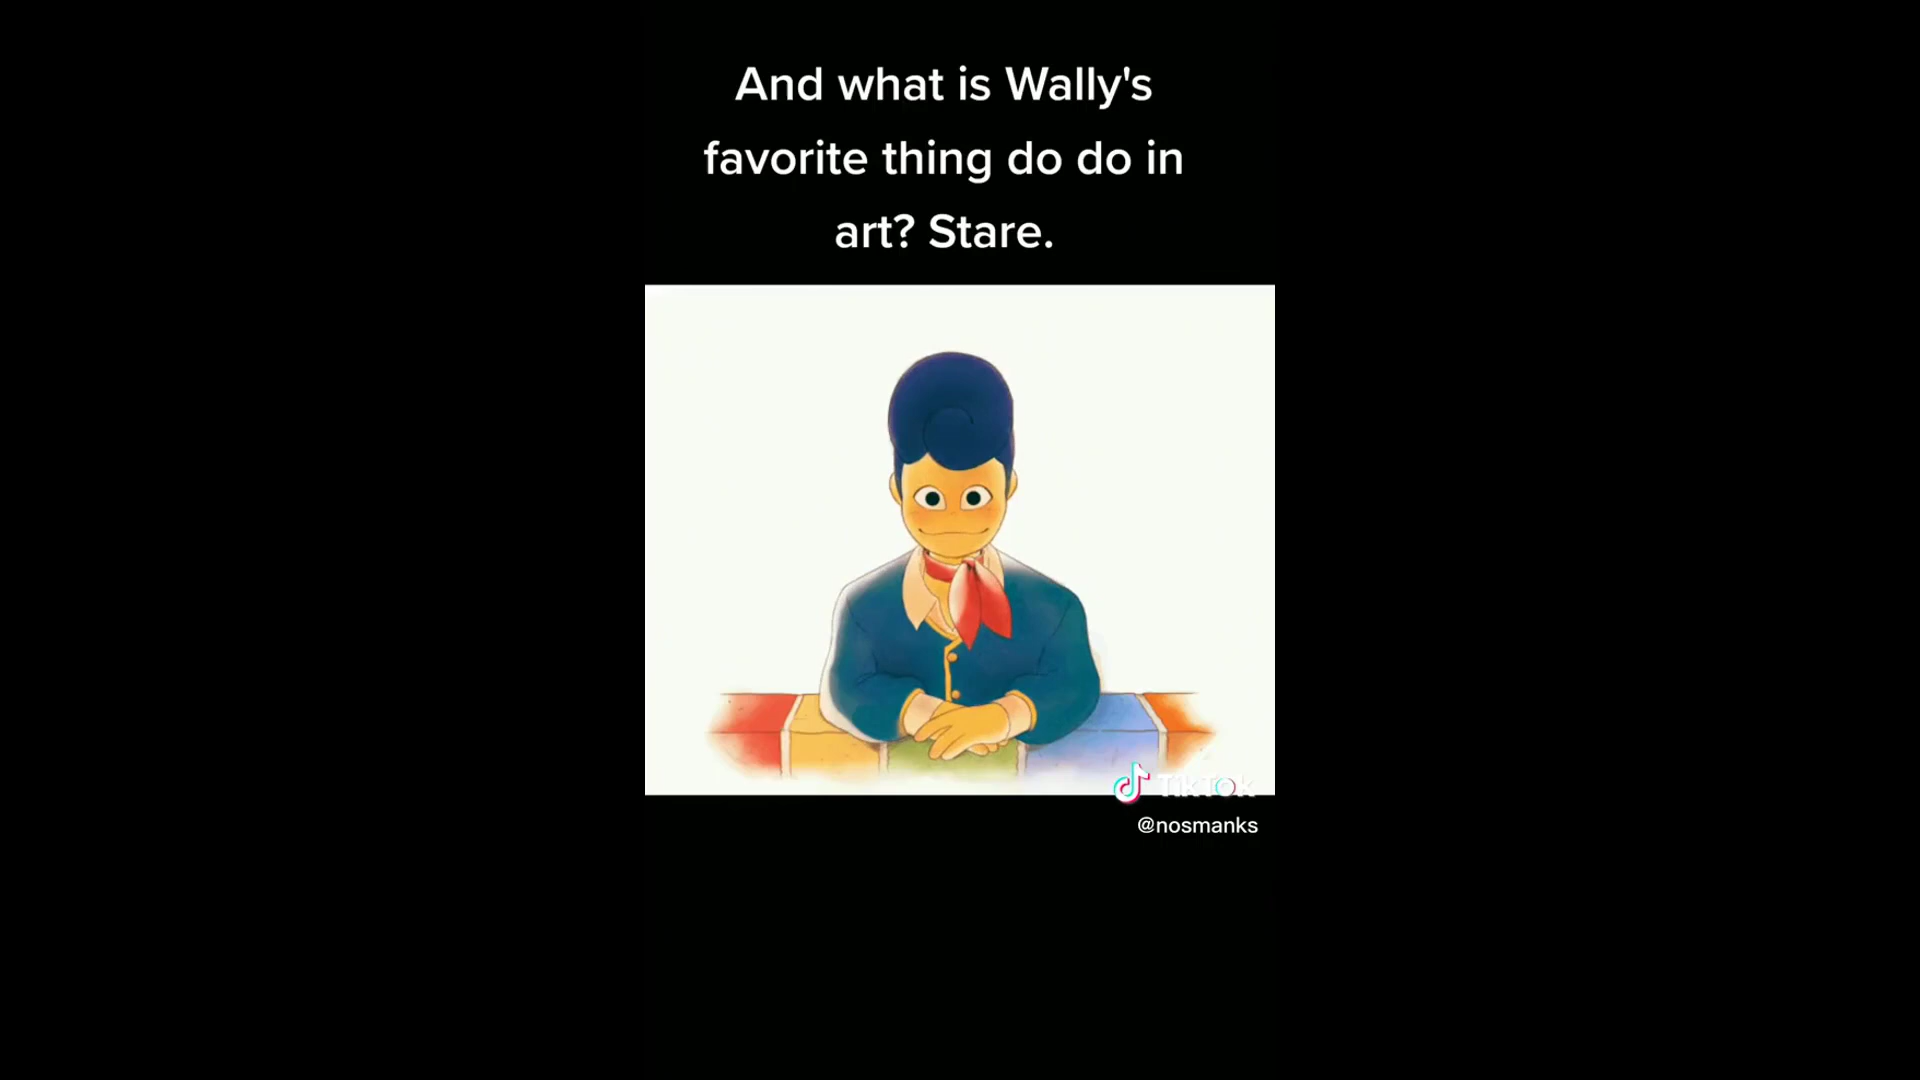 And what is Wally's
favorite thing do do in
art? Stare.
TikTok
@nosmanks